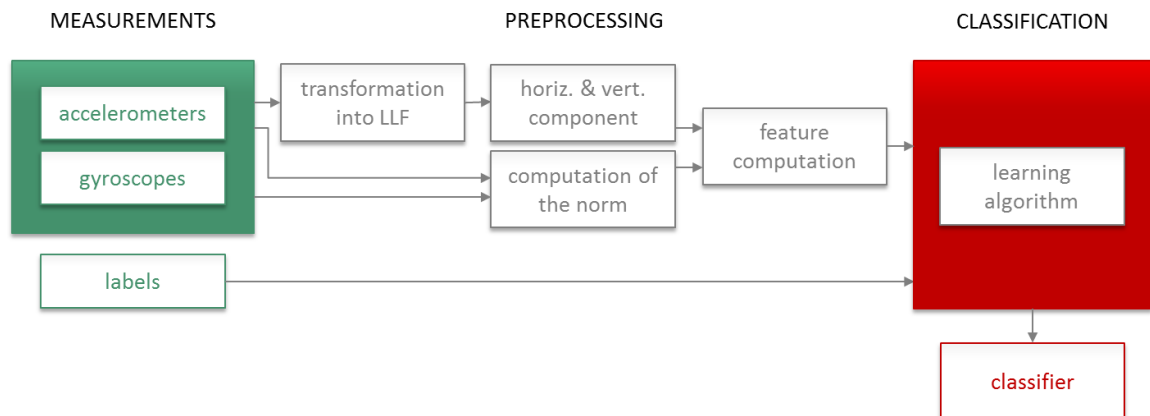 MEASUREMENTS
PREPROCESSING
CLASSIFICATION
accelerometers
gyroscopes
labels
transformation
into LLF
horiz. & vert.
component
computation of
the norm
feature
computation
learning
algorithm
classifier